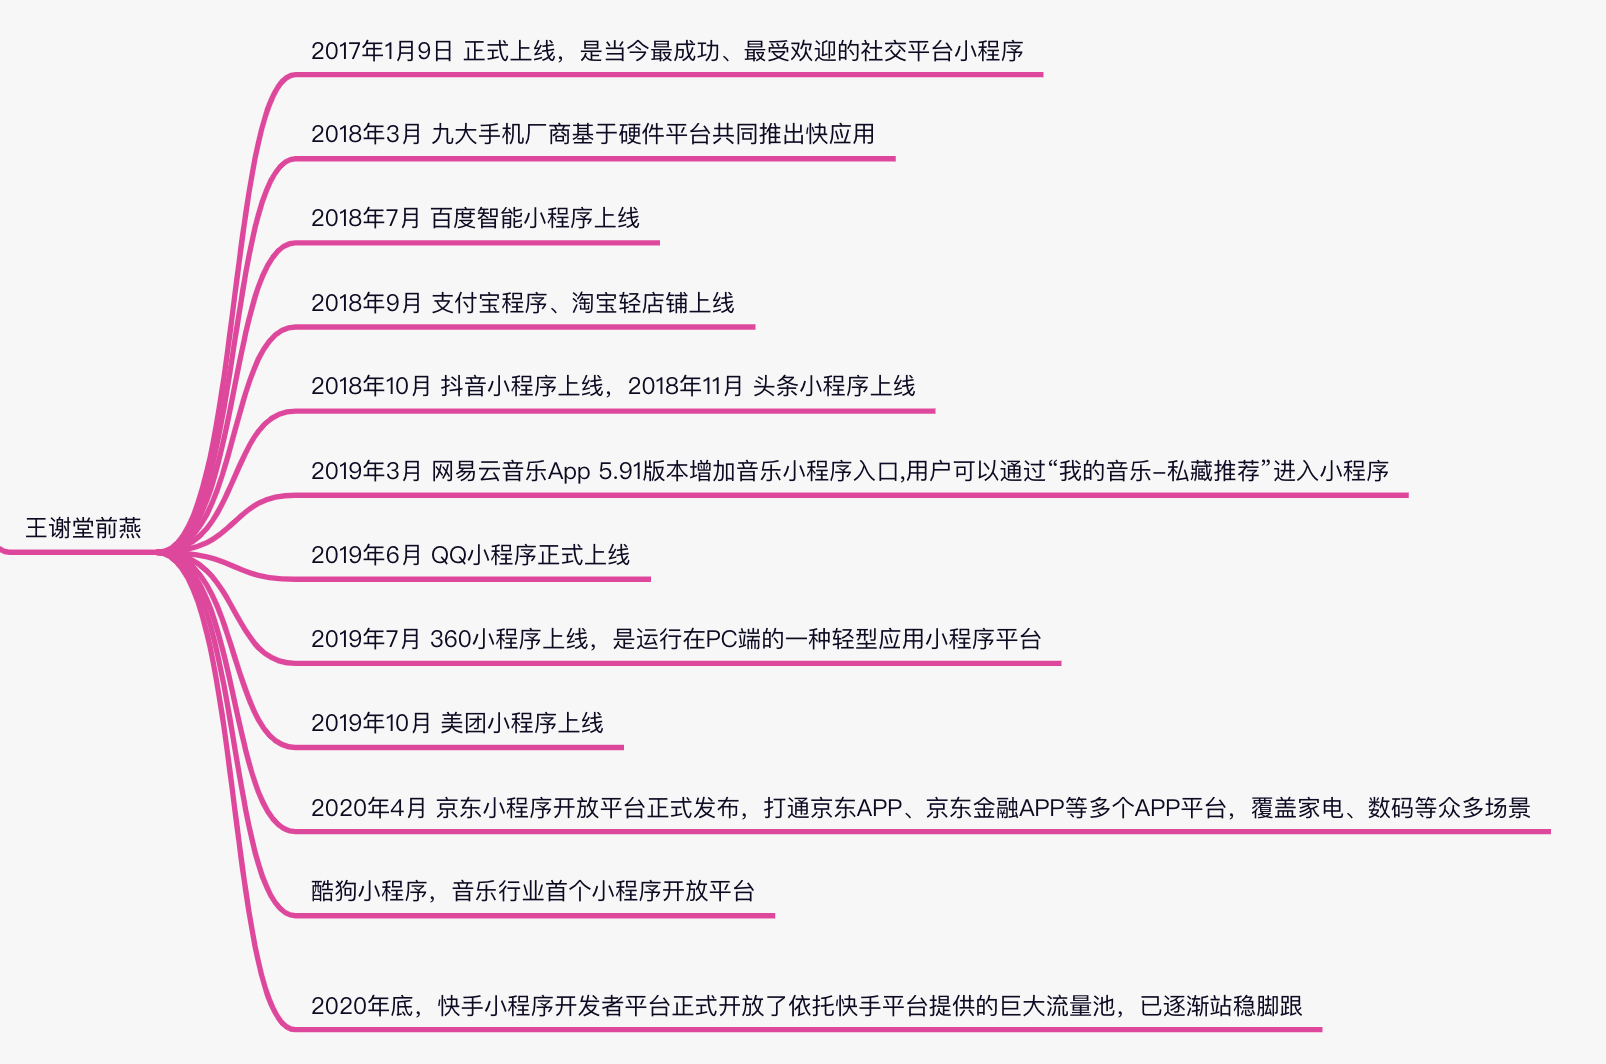 2017年1月9日 正式上线，是当今最成功、最受欢迎的社交平台小程序
2018年3月 九大手机厂商基于硬件平台共同推出快应用
2018年7月 百度智能小程序上线
2018年9月 支付宝程序、淘宝轻店铺上线
2018年10月 抖音小程序上线，2018年11月 头条小程序上线
2019年3月 网易云音乐App 5.91版本增加音乐小程序入口,用户可以通过“我的音乐–私藏推荐”进入小程序
王谢堂前燕
2019年6月 QQ小程序正式上线
2019年7月 360小程序上线，是运行在PC端的一种轻型应用小程序平台
2019年10月 美团小程序上线
2020年4月 京东小程序开放平台正式发布，打通京东APP、京东金融APP等多个APP平台，覆盖家电、数码等众多场景
酷狗小程序，音乐行业首个小程序开放平台
2020年底，快手小程序开发者平台正式开放了依托快手平台提供的巨大流量池，已逐渐站稳脚跟